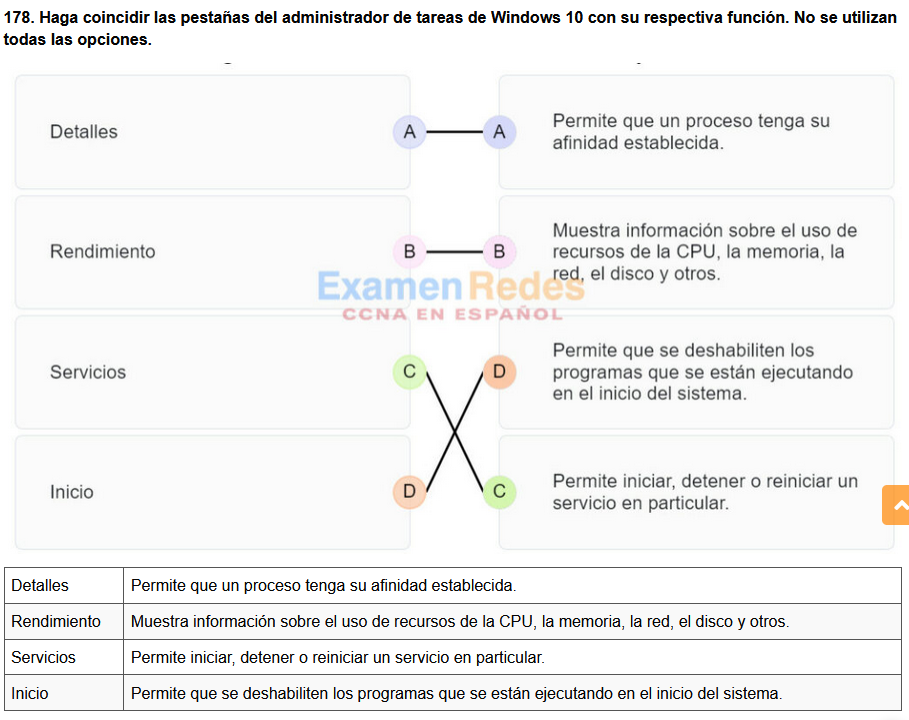 178. Haga coincidir las pestañas del administrador de tareas de Windows 10 con su respectiva función. No se utilizan
todas las opciones.
Detalles
A
A
Permite que un proceso tenga su
afinidad establecida.
Rendimiento
B
B
Muestra información sobre el uso de
recursos de la CPU, la memoria, la
red, el disco y otros.
Examen Redes
CCNA EN ESPAÑOL
Servicios
C
D
Permite que se deshabiliten los
programas que se están ejecutando
en el inicio del sistema.
Inicio
D
C
Permite iniciar, detener o reiniciar un
servicio en particular.
Detalles Permite que un proceso tenga su afinidad establecida.
Rendimiento Muestra información sobre el uso de recursos de la CPU, la memoria, la red, el disco y otros.
Servicios Permite iniciar, detener o reiniciar un servicio en particular.
Inicio Permite que se deshabiliten los programas que se están ejecutando en el inicio del sistema.